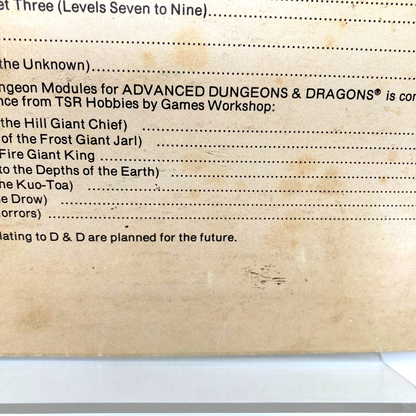 et Three (Levels Seven to Nine)..............................
..............................
the Unknown)..............................
ngeon Modules for ADVANCED DUNGEONS & DRAGONS® is con
nce from TSR Hobbies by Games Workshop:
the Hill Giant Chief) ..............................
of the Frost Giant Jarl) ..............................
Fire Giant King ..............................
to the Depths of the Earth) ..............................
he Kuo-Toa) ..............................
e Drow) ..............................
orrors) ..............................
lating to D & D are planned for the future.